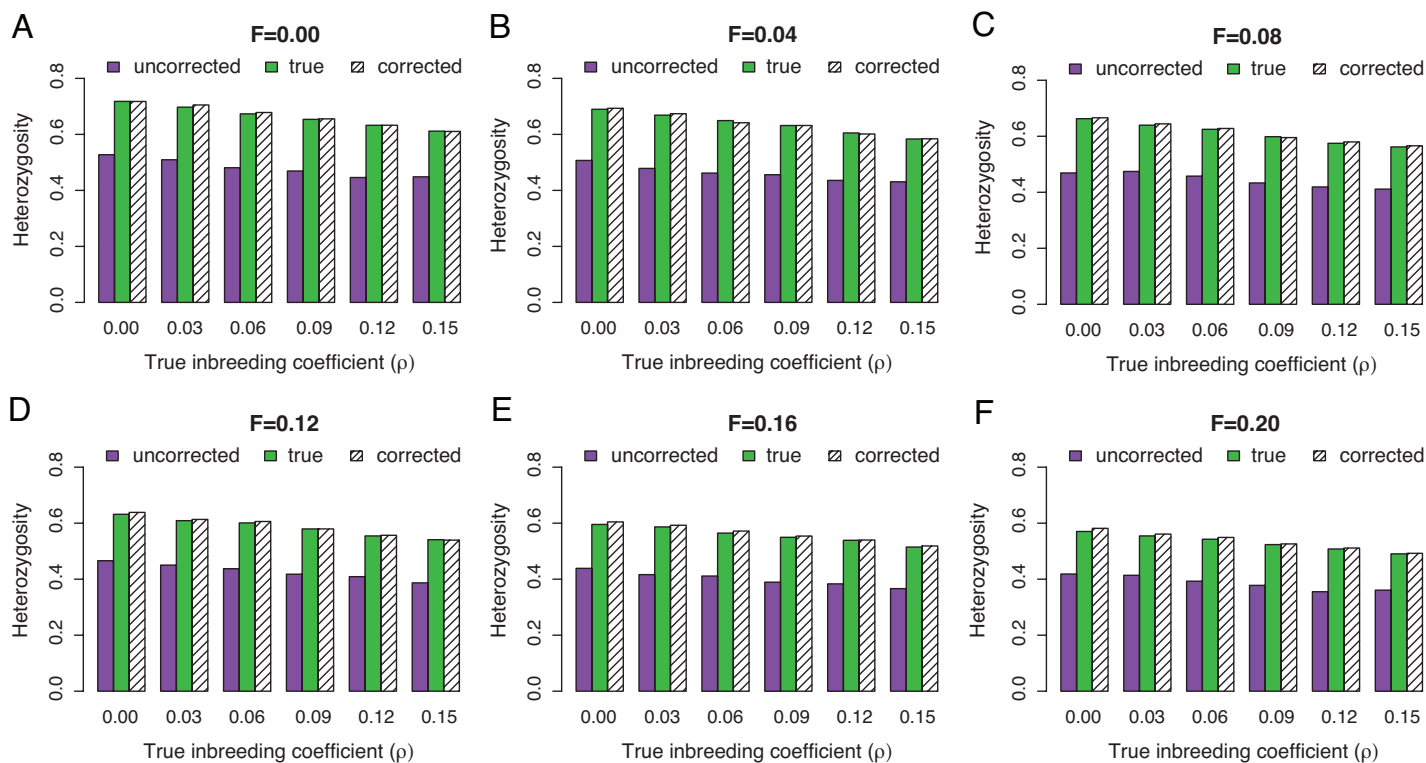 A
F=0.00
uncorrected true corrected
Heterozygosity
0.8
0.6
0.4
0.2
0.0
0.00 0.03 0.06 0.09 0.12 0.15
True inbreeding coefficient (ρ)
B
F=0.04
uncorrected true corrected
Heterozygosity
0.8
0.6
0.4
0.2
0.0
0.00 0.03 0.06 0.09 0.12 0.15
True inbreeding coefficient (ρ)
C
F=0.08
uncorrected true corrected
Heterozygosity
0.8
0.6
0.4
0.2
0.0
0.00 0.03 0.06 0.09 0.12 0.15
True inbreeding coefficient (ρ)
D
F=0.12
uncorrected true corrected
Heterozygosity
0.8
0.6
0.4
0.2
0.0
0.00 0.03 0.06 0.09 0.12 0.15
True inbreeding coefficient (ρ)
E
F=0.16
uncorrected true corrected
Heterozygosity
0.8
0.6
0.4
0.2
0.0
0.00 0.03 0.06 0.09 0.12 0.15
True inbreeding coefficient (ρ)
F
F=0.20
uncorrected true corrected
Heterozygosity
0.8
0.6
0.4
0.2
0.0
0.00 0.03 0.06 0.09 0.12 0.15
True inbreeding coefficient (ρ)